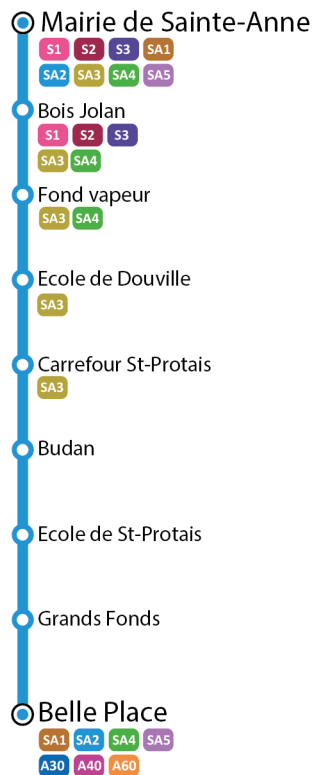 Mairie de Sainte-Anne
S1 S2 S3 SA1
SA2 SA3 SA4 SA5
Bois Jolan
S1 S2 S3
SA3 SA4
Fond vapeur
SA3 SA4
Ecole de Douville
SA3
Carrefour St-Protais
SA3
Budan
Ecole de St-Protais
Grands Fonds
Belle Place
SA1 SA2 SA4 SA5
A30 A40 A60